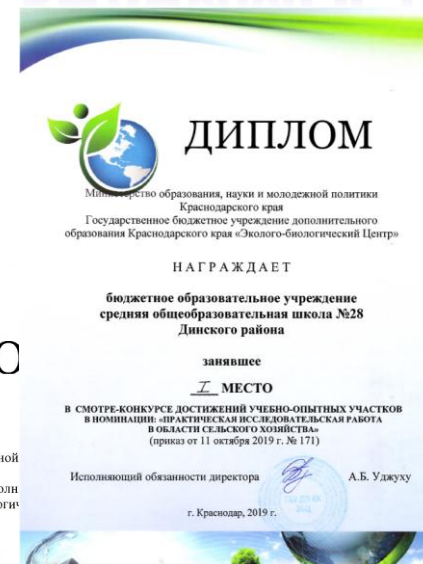 ДИПЛОМ
Министерство образования, науки и молодежной политики
Краснодарского края
Государственное бюджетное учреждение дополнительного
образования Краснодарского края «Эколого-биологический Центр»
НАГРАЖДАЕТ
бюджетное образовательное учреждение
средняя общеобразовательная школа №28
Динского района
занявшее
I МЕСТО
В СМОТРЕ-КОНКУРСЕ ДОСТИЖЕНИЙ УЧЕБНО-ОПЫТНЫХ УЧАСТКОВ
В НОМИНАЦИИ: «ПРАКТИЧЕСКАЯ ИССЛЕДОВАТЕЛЬСКАЯ РАБОТА
В ОБЛАСТИ СЕЛЬСКОГО ХОЗЯЙСТВА»
(приказ от 11 октября 2019 г. № 171)
Исполняющий обязанности директора А.Б. Уджуху
г. Краснодар, 2019 г.